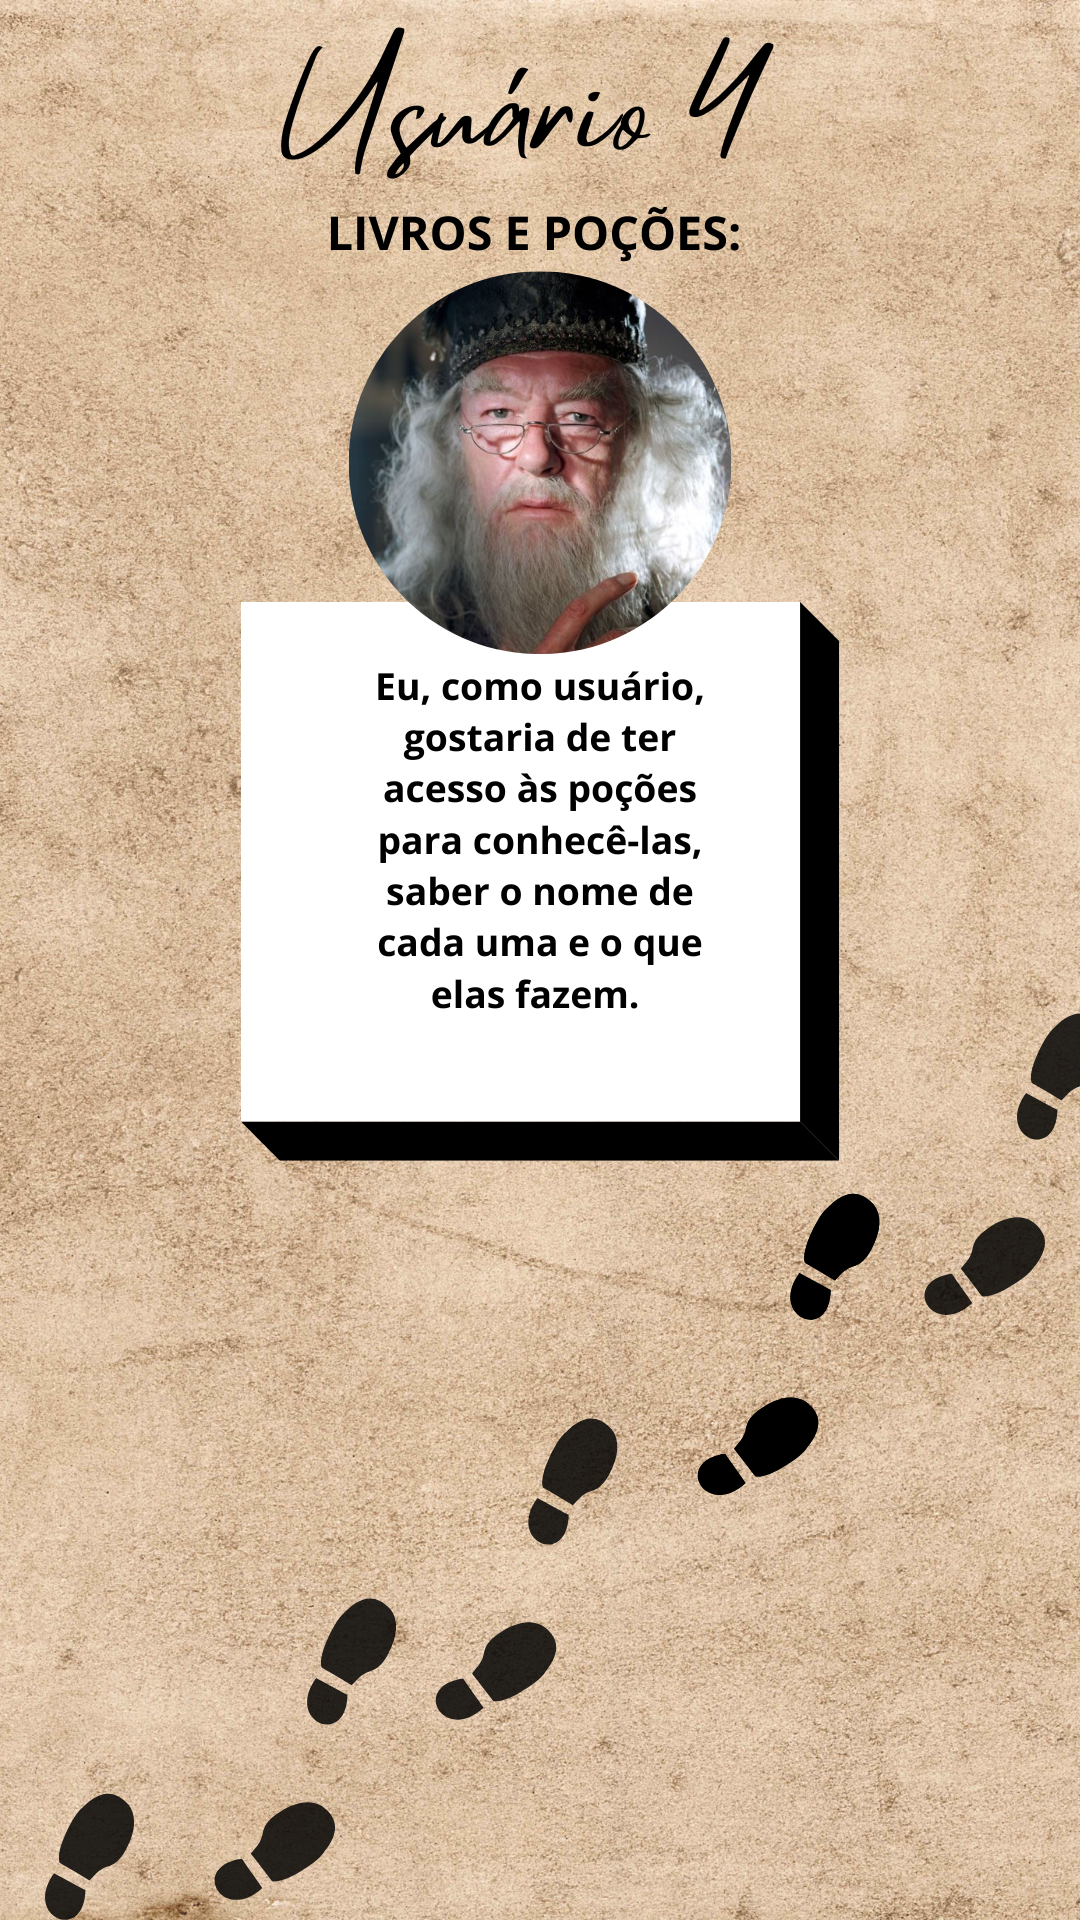 Usuário 4
LIVROS E POÇÕES:
Eu, como usuário,
gostaria de ter
acesso às poções
para conhecê-las,
saber o nome de
cada uma e o que
elas fazem.